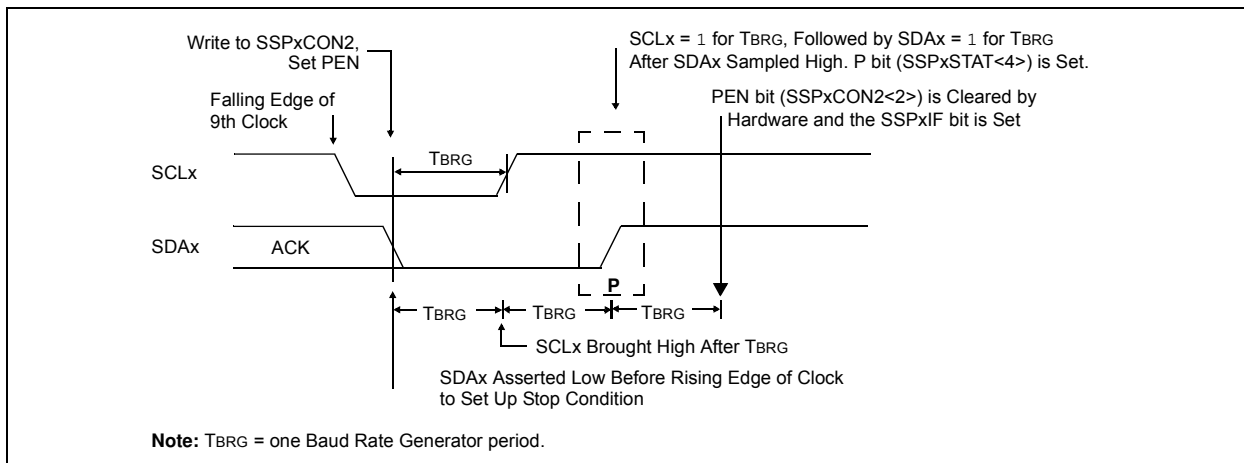 Write to SSPxCON2,
Set PEN
SCLx = 1 for TBRG, Followed by SDAx = 1 for TBRG
After SDAx Sampled High. P bit (SSPxSTAT<4>) is Set.
Falling Edge of
9th Clock
PEN bit (SSPxCON2<2>) is Cleared by
Hardware and the SSPxIF bit is Set
SCLx
TBRG
SDAx
ACK
P
TBRG
TBRG
TBRG
SCLx Brought High After TBRG
SDAx Asserted Low Before Rising Edge of Clock
to Set Up Stop Condition
Note: TBRG = one Baud Rate Generator period.